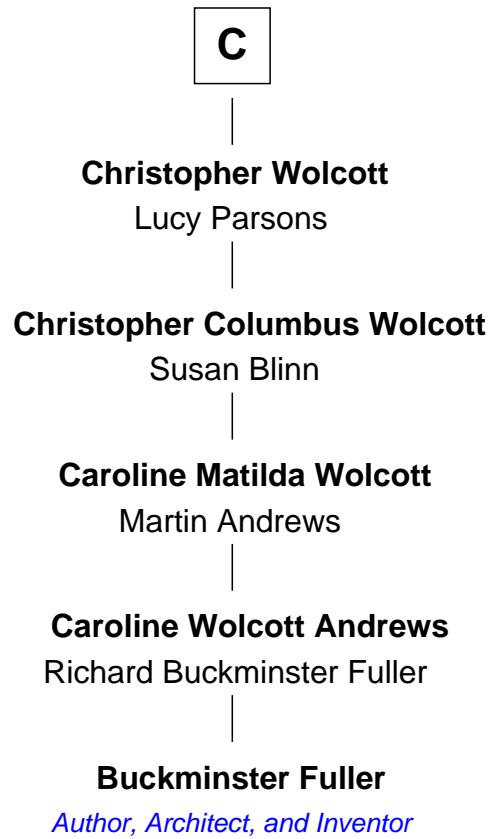 C
Christopher Wolcott
Lucy Parsons
Christopher Columbus Wolcott
Susan Blinn
Caroline Matilda Wolcott
Martin Andrews
Caroline Wolcott Andrews
Richard Buckminster Fuller
Buckminster Fuller
Author, Architect, and Inventor